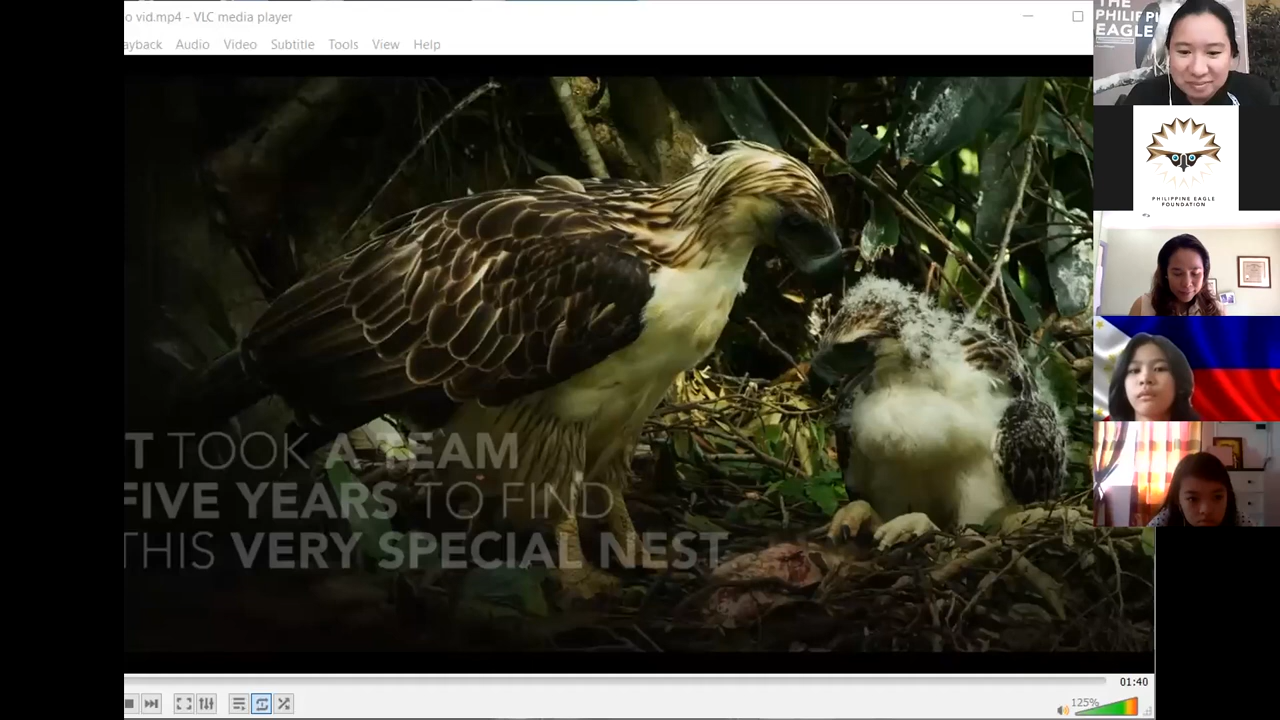 o vid.mp4 - VLC media player
ayback Audio Video Subtitle Tools View Help
T TOOK A TEAM
FIVE YEARS TO FIND
THIS VERY SPECIAL NEST
01:40
125%
THE
PHILIPPI
EAGLE
PHILIPPINE EAGLE
FOUNDATION